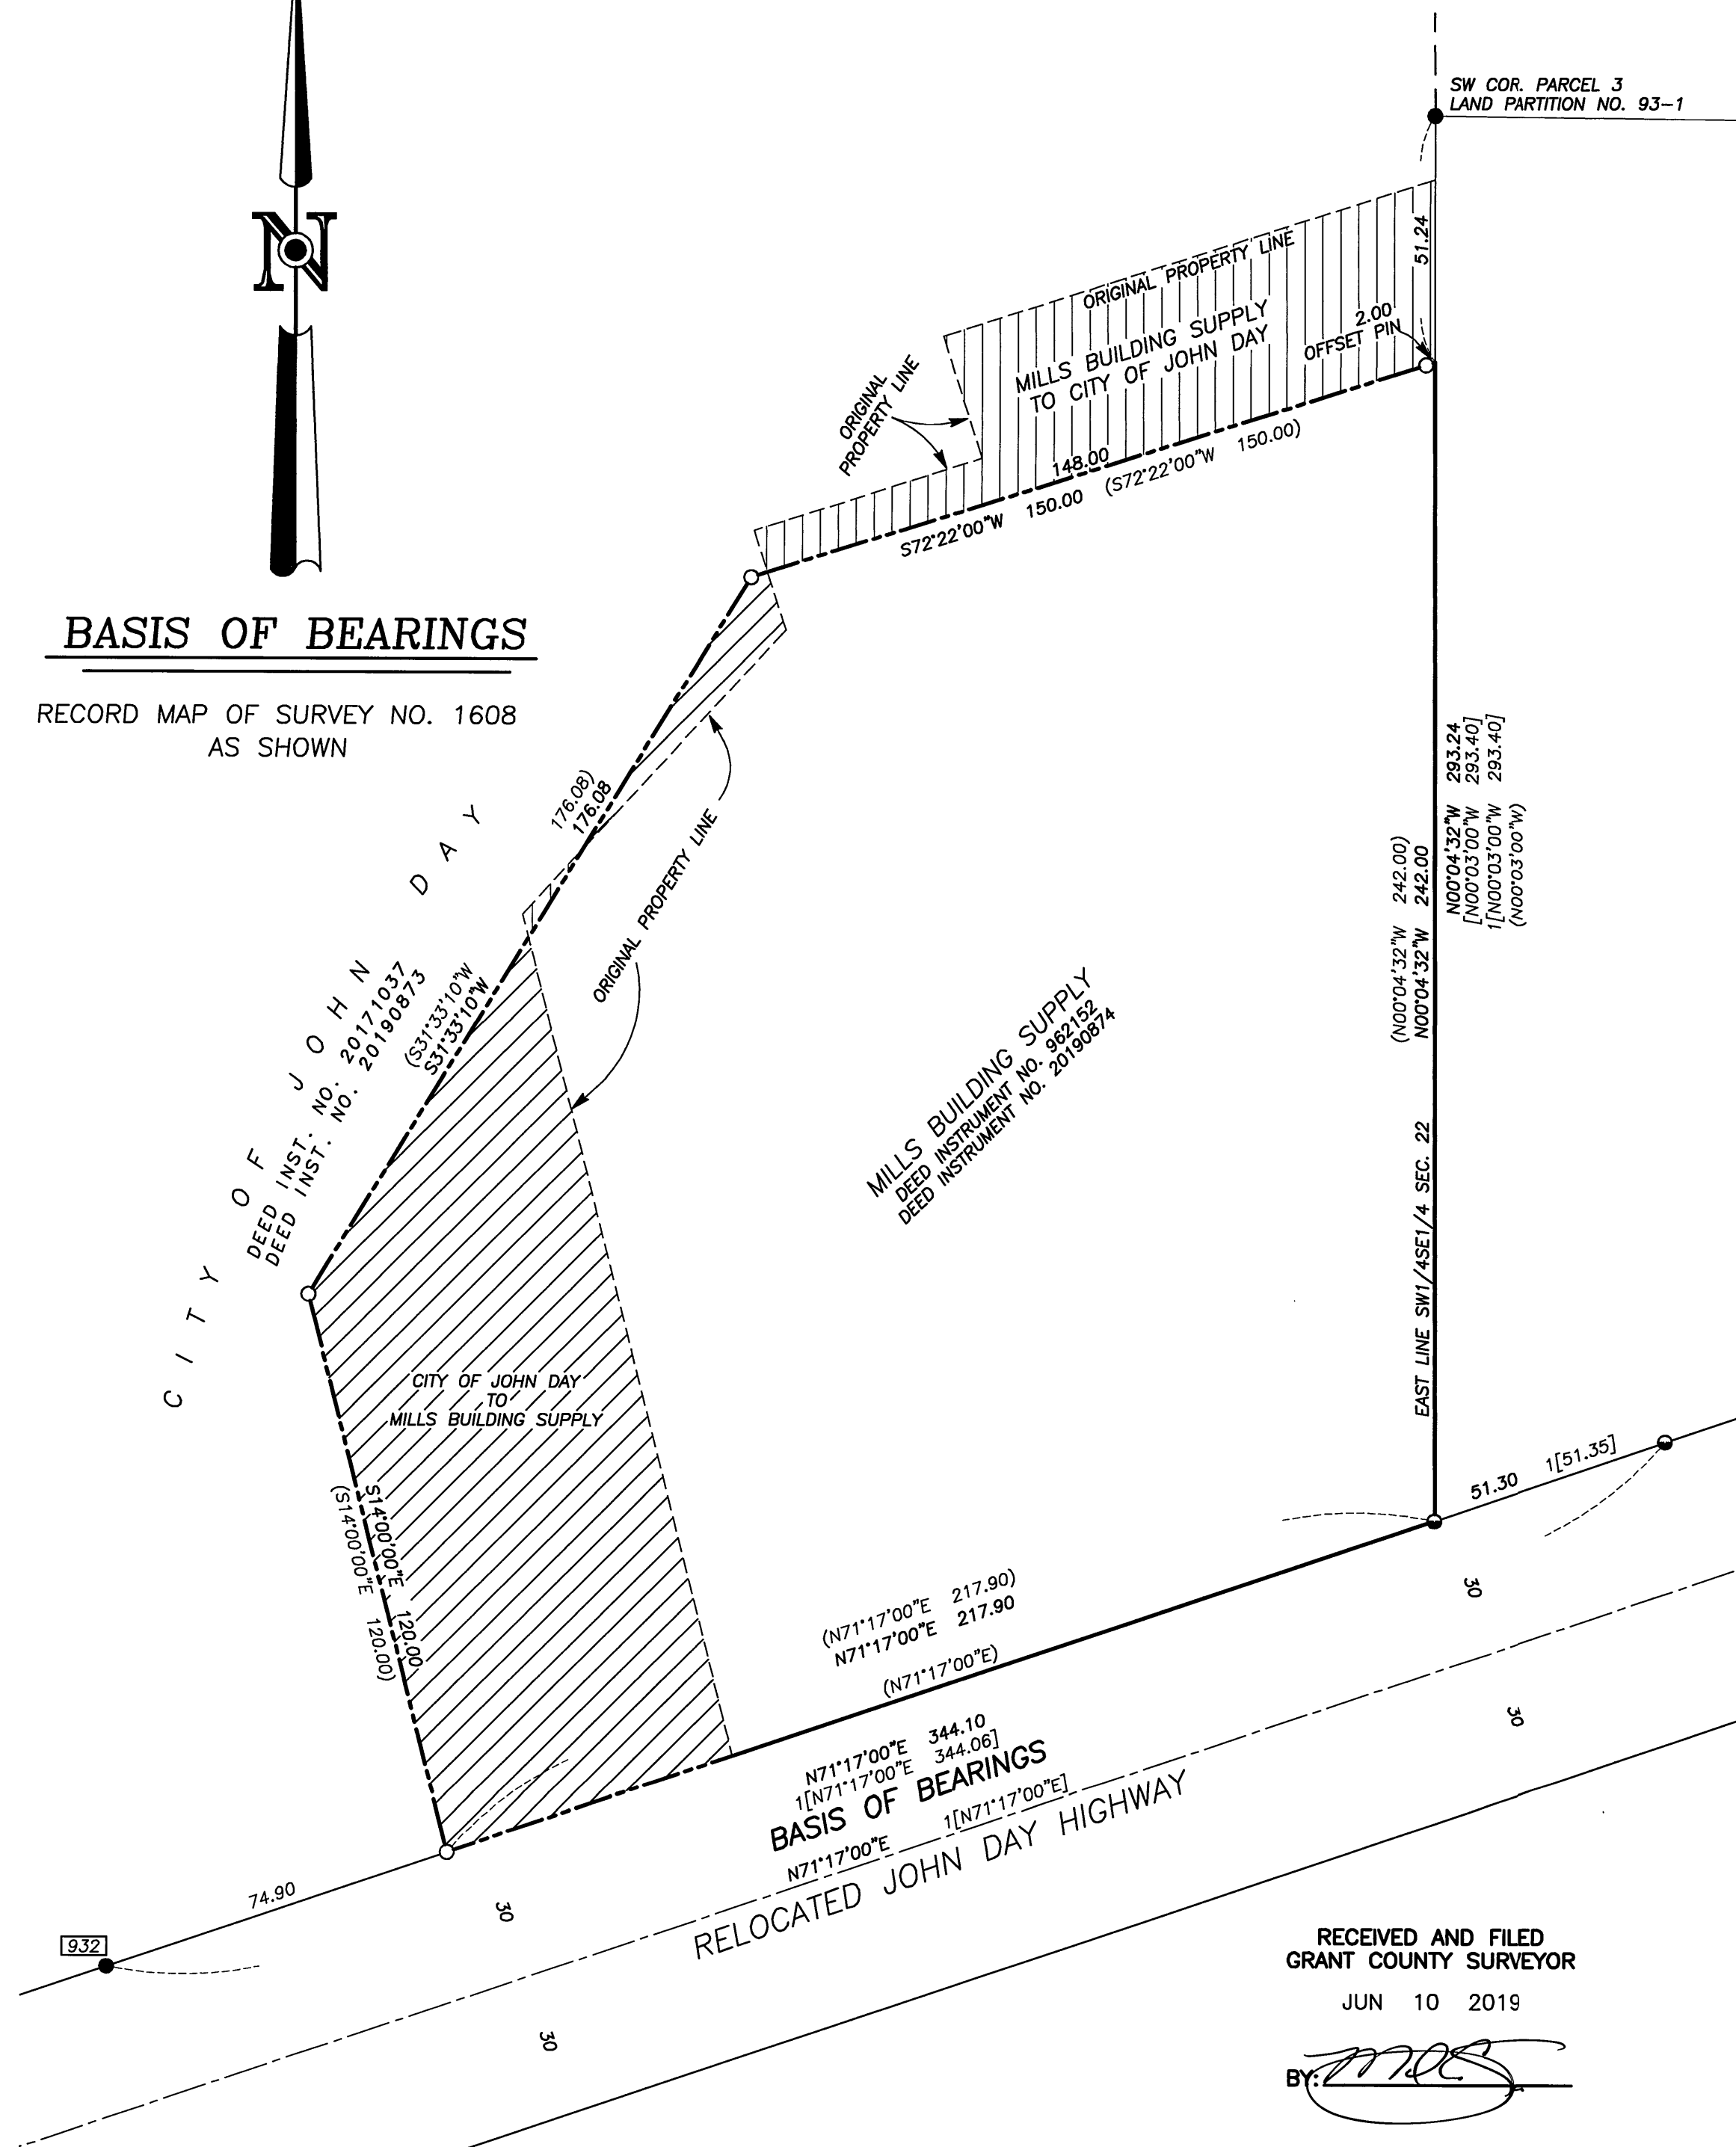 SW COR. PARCEL 3
LAND PARTITION NO. 93-1
N
51.24
ORIGINAL PROPERTY LINE
2.00
OFFSET PIN
MILLS BUILDING SUPPLY
TO CITY OF JOHN DAY
ORIGINAL
PROPERTY LINE
148.00
S72°22'00"W 150.00 (S72°22'00"W 150.00)
BASIS OF BEARINGS
RECORD MAP OF SURVEY NO. 1608
AS SHOWN
(S31°33'10"W 176.08)
S31°33'10"W 176.08
ORIGINAL PROPERTY LINE
CITY OF JOHN DAY
DEED INST. NO. 20171037
DEED INST. NO. 20190873
MILLS BUILDING SUPPLY
DEED INSTRUMENT NO. 962152
DEED INSTRUMENT NO. 20190874
(N00°04'32"W 242.00)
N00°04'32"W 242.00
N00°04'32"W 293.24
[N00°03'00"W 293.40]
1[N00°03'00"W 293.40]
(N00°03'00"W)
EAST LINE SW1/4SE1/4 SEC. 22
CITY OF JOHN DAY
TO
MILLS BUILDING SUPPLY
S14°00'00"E 120.00
(S14°00'00"E 120.00)
51.30 1[51.35]
30
(N71°17'00"E 217.90)
N71°17'00"E 217.90
(N71°17'00"E)
N71°17'00"E 344.10
1[N71°17'00"E 344.06]
BASIS OF BEARINGS
N71°17'00"E 1[N71°17'00"E]
RELOCATED JOHN DAY HIGHWAY
30
74.90
932
30
30
RECEIVED AND FILED
GRANT COUNTY SURVEYOR
JUN 10 2019
BY: